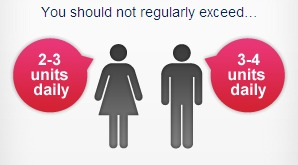 You should not regularly exceed...
2-3
units
daily
3-4
units
daily